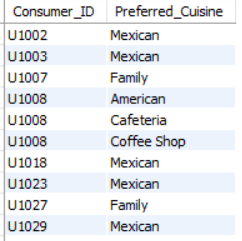 Consumer_ID Preferred_Cuisine
U1002 Mexican
U1003 Mexican
U1007 Family
U1008 American
U1008 Cafeteria
U1008 Coffee Shop
U1018 Mexican
U1023 Mexican
U1027 Family
U1029 Mexican